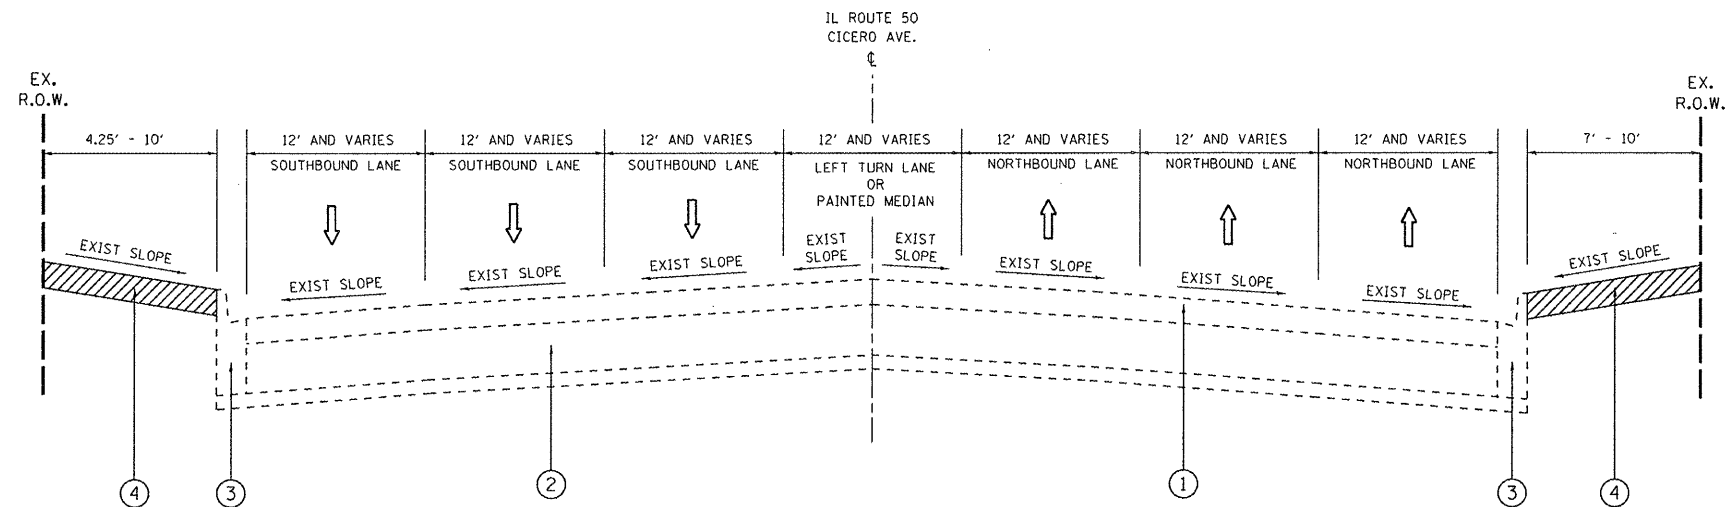 IL ROUTE 50
CICERO AVE.
℄
EX.
R.O.W.
EX.
R.O.W.
4.25' - 10'
12' AND VARIES
12' AND VARIES
12' AND VARIES
12' AND VARIES
12' AND VARIES
12' AND VARIES
12' AND VARIES
7' - 10'
SOUTHBOUND LANE
SOUTHBOUND LANE
SOUTHBOUND LANE
LEFT TURN LANE
OR
PAINTED MEDIAN
NORTHBOUND LANE
NORTHBOUND LANE
NORTHBOUND LANE
EXIST SLOPE
EXIST SLOPE
EXIST SLOPE
EXIST SLOPE
EXIST
SLOPE
EXIST
SLOPE
EXIST SLOPE
EXIST SLOPE
EXIST SLOPE
EXIST SLOPE
4
3
2
1
3
4